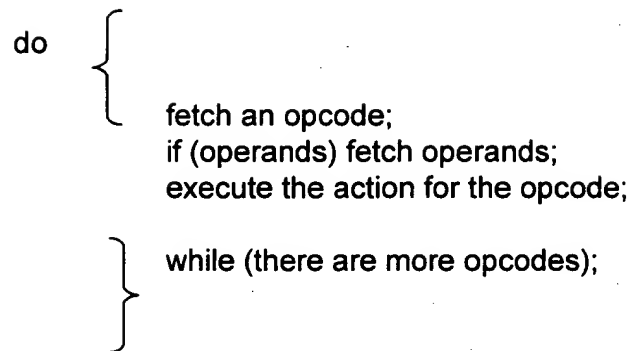 do {
fetch an opcode;
if (operands) fetch operands;
execute the action for the opcode;
} while (there are more opcodes);